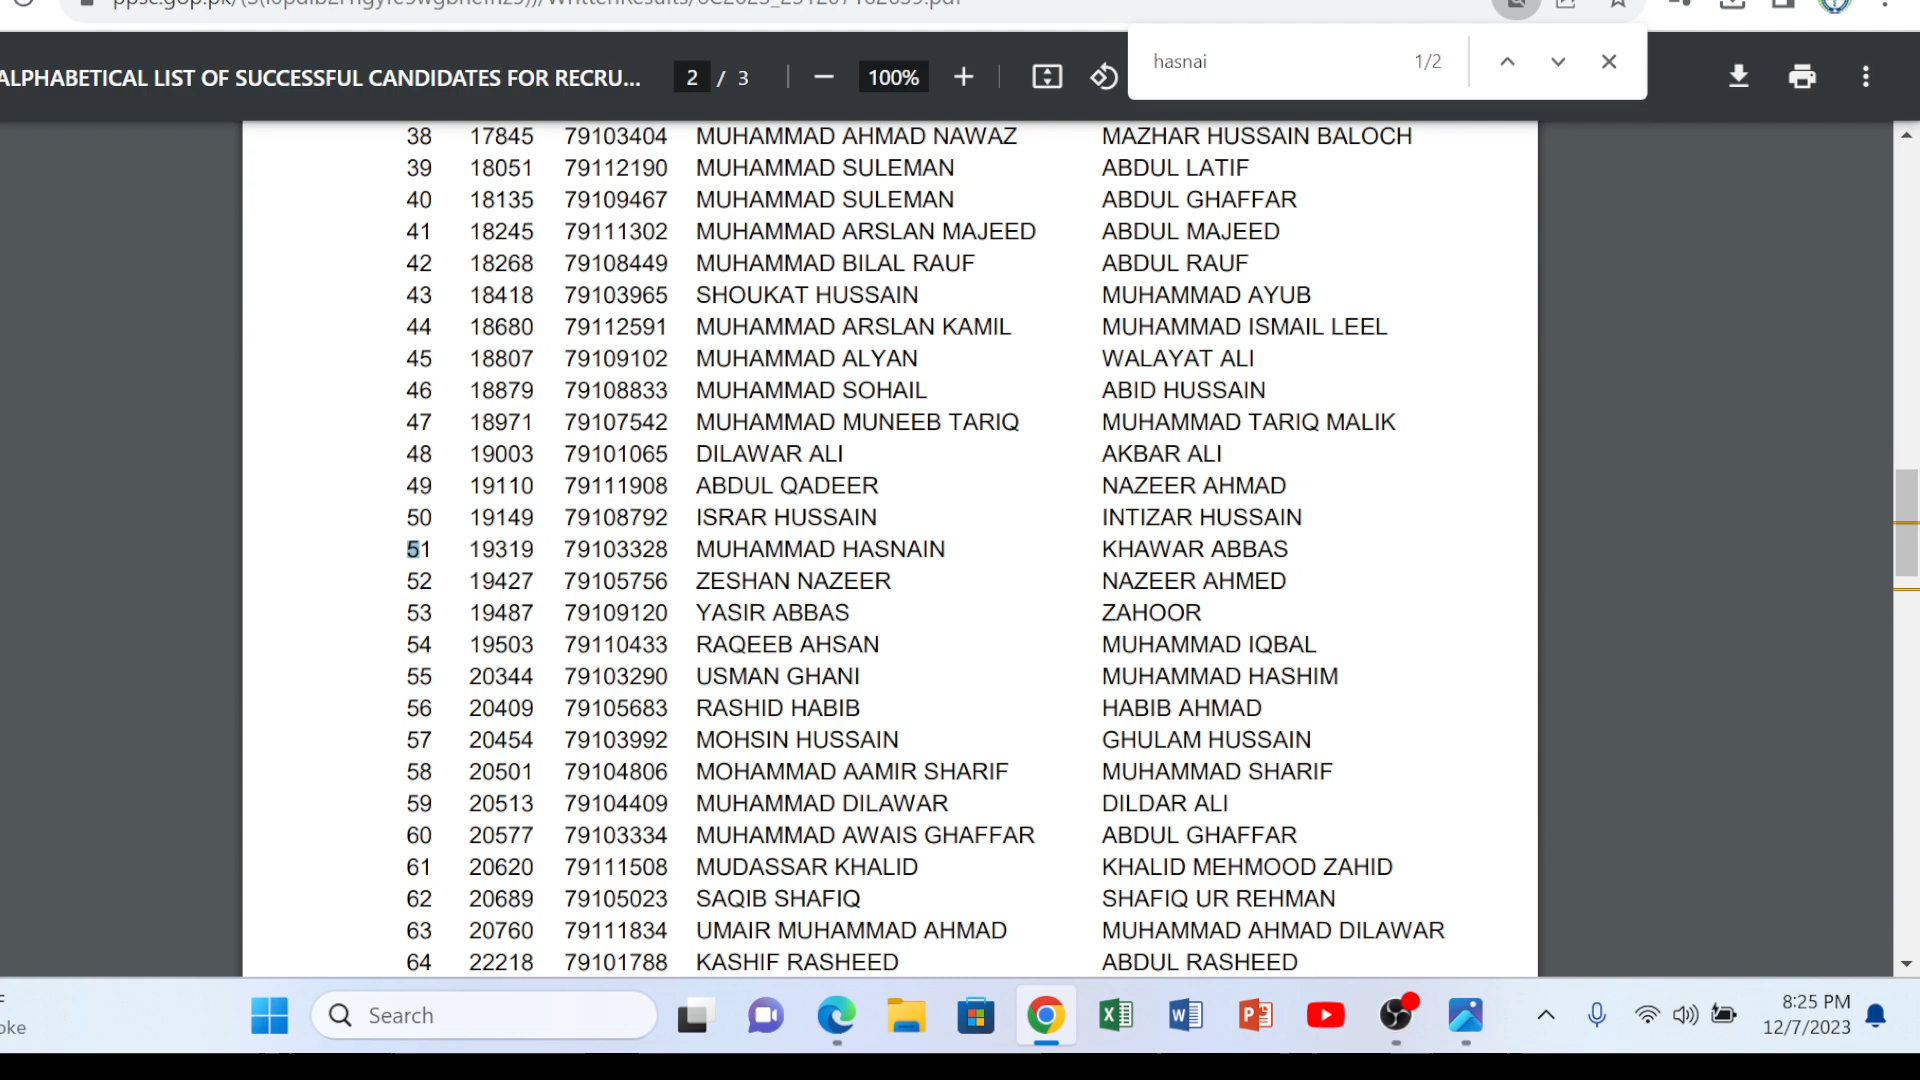 ALPHABETICAL LIST OF SUCCESSFUL CANDIDATES FOR RECRU... 2 / 3 100%
hasnai 1/2
38 17845 79103404 MUHAMMAD AHMAD NAWAZ MAZHAR HUSSAIN BALOCH
39 18051 79112190 MUHAMMAD SULEMAN ABDUL LATIF
40 18135 79109467 MUHAMMAD SULEMAN ABDUL GHAFFAR
41 18245 79111302 MUHAMMAD ARSLAN MAJEED ABDUL MAJEED
42 18268 79108449 MUHAMMAD BILAL RAUF ABDUL RAUF
43 18418 79103965 SHOUKAT HUSSAIN MUHAMMAD AYUB
44 18680 79112591 MUHAMMAD ARSLAN KAMIL MUHAMMAD ISMAIL LEEL
45 18807 79109102 MUHAMMAD ALYAN WALAYAT ALI
46 18879 79108833 MUHAMMAD SOHAIL ABID HUSSAIN
47 18971 79107542 MUHAMMAD MUNEEB TARIQ MUHAMMAD TARIQ MALIK
48 19003 79101065 DILAWAR ALI AKBAR ALI
49 19110 79111908 ABDUL QADEER NAZEER AHMAD
50 19149 79108792 ISRAR HUSSAIN INTIZAR HUSSAIN
51 19319 79103328 MUHAMMAD HASNAIN KHAWAR ABBAS
52 19427 79105756 ZESHAN NAZEER NAZEER AHMED
53 19487 79109120 YASIR ABBAS ZAHOOR
54 19503 79110433 RAQEEB AHSAN MUHAMMAD IQBAL
55 20344 79103290 USMAN GHANI MUHAMMAD HASHIM
56 20409 79105683 RASHID HABIB HABIB AHMAD
57 20454 79103992 MOHSIN HUSSAIN GHULAM HUSSAIN
58 20501 79104806 MOHAMMAD AAMIR SHARIF MUHAMMAD SHARIF
59 20513 79104409 MUHAMMAD DILAWAR DILDAR ALI
60 20577 79103334 MUHAMMAD AWAIS GHAFFAR ABDUL GHAFFAR
61 20620 79111508 MUDASSAR KHALID KHALID MEHMOOD ZAHID
62 20689 79105023 SAQIB SHAFIQ SHAFIQ UR REHMAN
63 20760 79111834 UMAIR MUHAMMAD AHMAD MUHAMMAD AHMAD DILAWAR
64 22218 79101788 KASHIF RASHEED ABDUL RASHEED
oke
Search
8:25 PM
12/7/2023